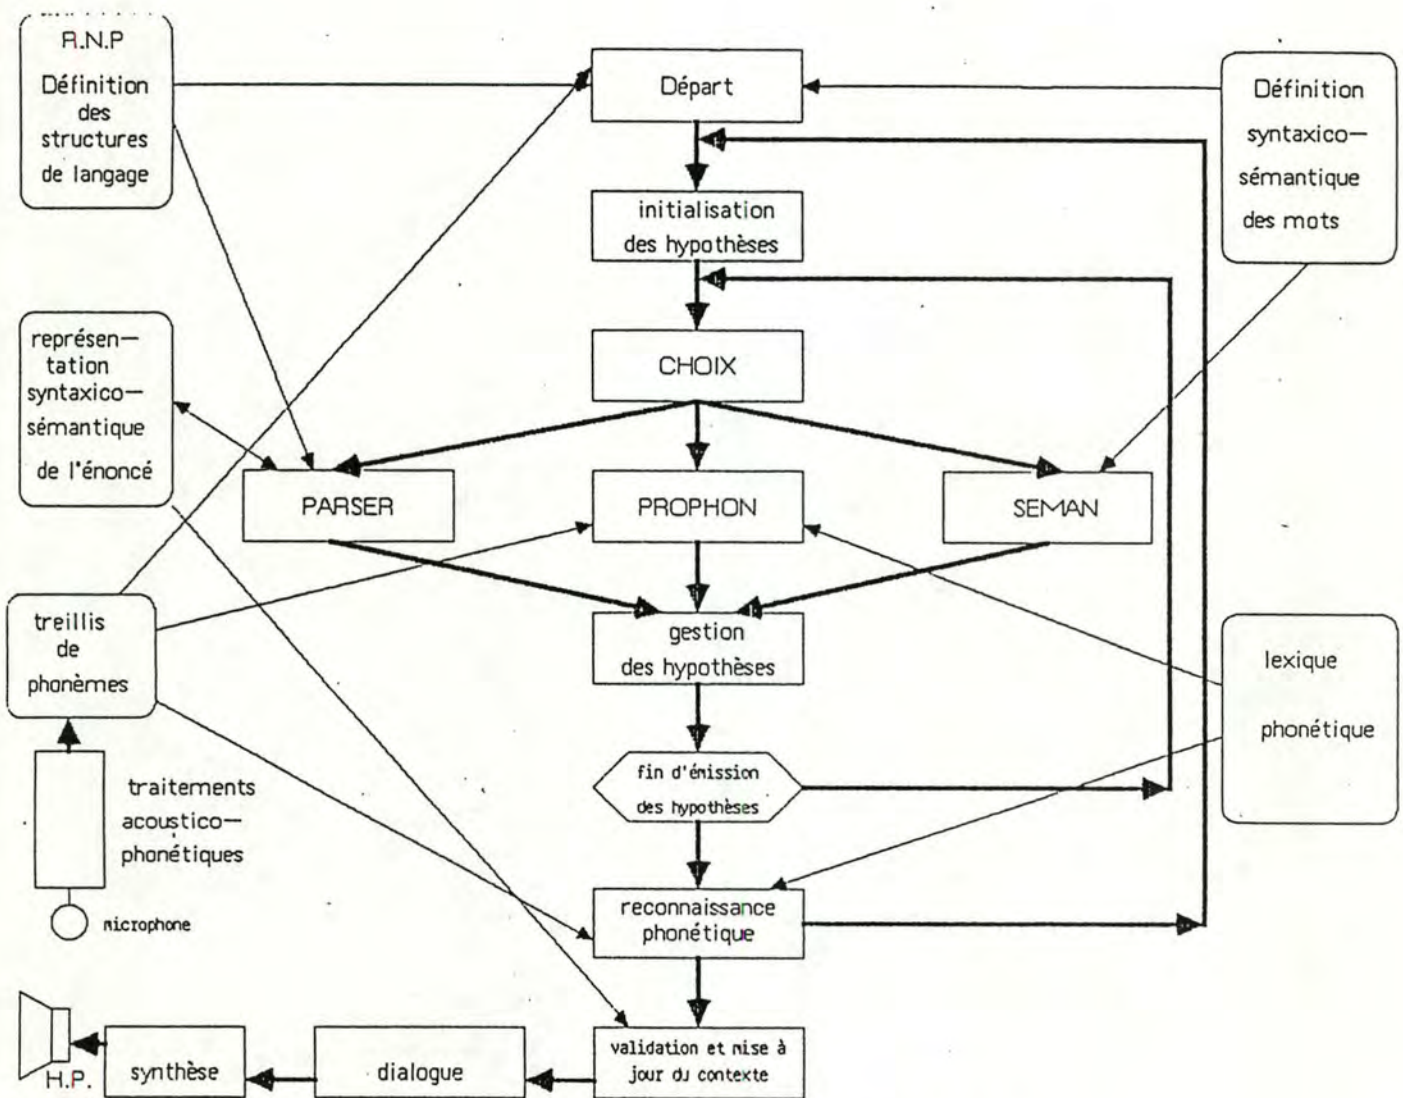 R.N.P
Définition
des
structures
de langage
Départ
Définition
syntaxico—
sémantique
des mots
initialisation
des hypothèses
représen—
tation
syntaxico—
sémantique
de l'énoncé
CHOIX
PARSER
PROPHON
SEMAN
treillis
de
phonèmes
gestion
des hypothèses
lexique
phonétique
fin d'émission
des hypothèses
traitements
acoustico—
phonétiques
microphone
reconnaissance
phonétique
validation et mise à
jour du contexte
dialogue
synthèse
H.P.